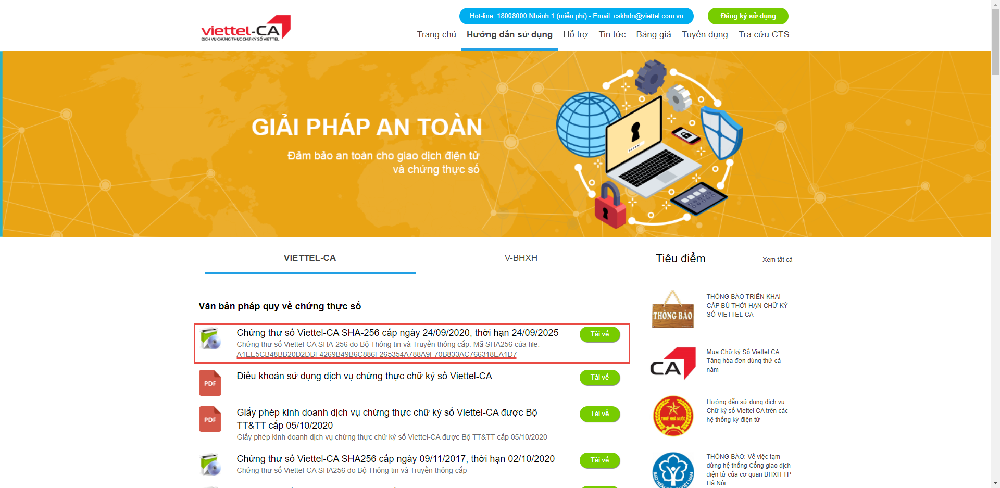 Hot-line: 18008000 Nhánh 1 (miễn phí) - Email: cskhdn@viettel.com.vn
Đăng ký sử dụng
viettel-CA
DỊCH VỤ CHỨNG THỰC CHỮ KÝ SỐ VIETTEL
Trang chủ Hướng dẫn sử dụng Hỗ trợ Tin tức Bảng giá Tuyển dụng Tra cứu CTS
GIẢI PHÁP AN TOÀN
Đảm bảo an toàn cho giao dịch điện tử
và chứng thực số
VIETTEL-CA
V-BHXH
Văn bản pháp quy về chứng thực số
Chứng thư số Viettel-CA SHA-256 cấp ngày 24/09/2020, thời hạn 24/09/2025
Tải về
Chứng thư số Viettel-CA SHA-256 do Bộ Thông tin và Truyền thông cấp. Mã SHA256 của file:
A1EE5CB48BB20D2DBF4269B49B6C886F265354A788A9F70B833AC766318EA1D7
PDF
Điều khoản sử dụng dịch vụ chứng thực chữ ký số Viettel-CA
Tải về
PDF
Giấy phép kinh doanh dịch vụ chứng thực chữ ký số Viettel-CA được Bộ
TT&TT cấp 05/10/2020
Tải về
Giấy phép kinh doanh dịch vụ chứng thực chữ ký số Viettel-CA được Bộ TT&TT cấp 05/10/2020
Chứng thư số Viettel-CA SHA256 cấp ngày 09/11/2017, thời hạn 02/10/2020
Tải về
Chứng thư số Viettel-CA SHA256 do Bộ Thông tin và Truyền thông cấp
Tiêu điểm
Xem tất cả
THÔNG BÁO
THÔNG BÁO TRIỂN KHAI
CẤP BÙ THỜI HẠN CHỮ KÝ
SỐ VIETTEL-CA
CA
Mua Chữ ký Số Viettel CA
Tặng hóa đơn dùng thử cả
năm
THUẾ NHÀ NƯỚC
Hướng dẫn sử dụng dịch vụ
Chữ ký số Viettel CA trên các
hệ thống ký điện tử
BẢO HIỂM XÃ HỘI VIỆT NAM
THÔNG BÁO: Về việc tạm
dừng hệ thống Cổng giao dịch
điện tử của cơ quan BHXH TP
Hà Nội